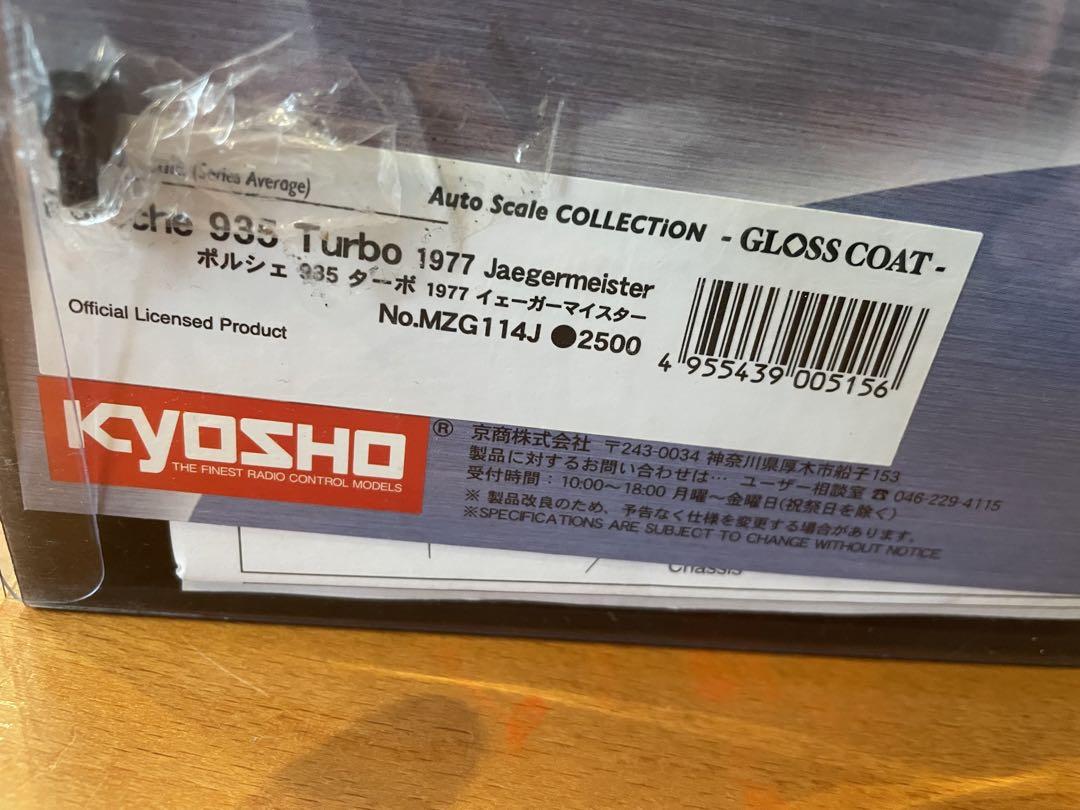 (Series Average)
Auto Scale COLLECTiON - GLOSS COAT -
935 Turbo 1977 Jaegermeister
ポルシェ 935 ターボ 1977 イェーガーマイスター
Official Licensed Product
No.MZG114J ●2500
4 955439 005156
KYOSHO ®
THE FINEST RADIO CONTROL MODELS
京商株式会社 〒243-0034 神奈川県厚木市船子153
製品に対するお問い合わせは… ユーザー相談室 ☎ 046-229-4115
受付時間:10:00〜18:00 月曜〜金曜日(祝祭日を除く)
※ 製品改良のため、予告なく仕様を変更する場合があります。
※SPECIFICATIONS ARE SUBJECT TO CHANGE WITHOUT NOTICE
Chassis